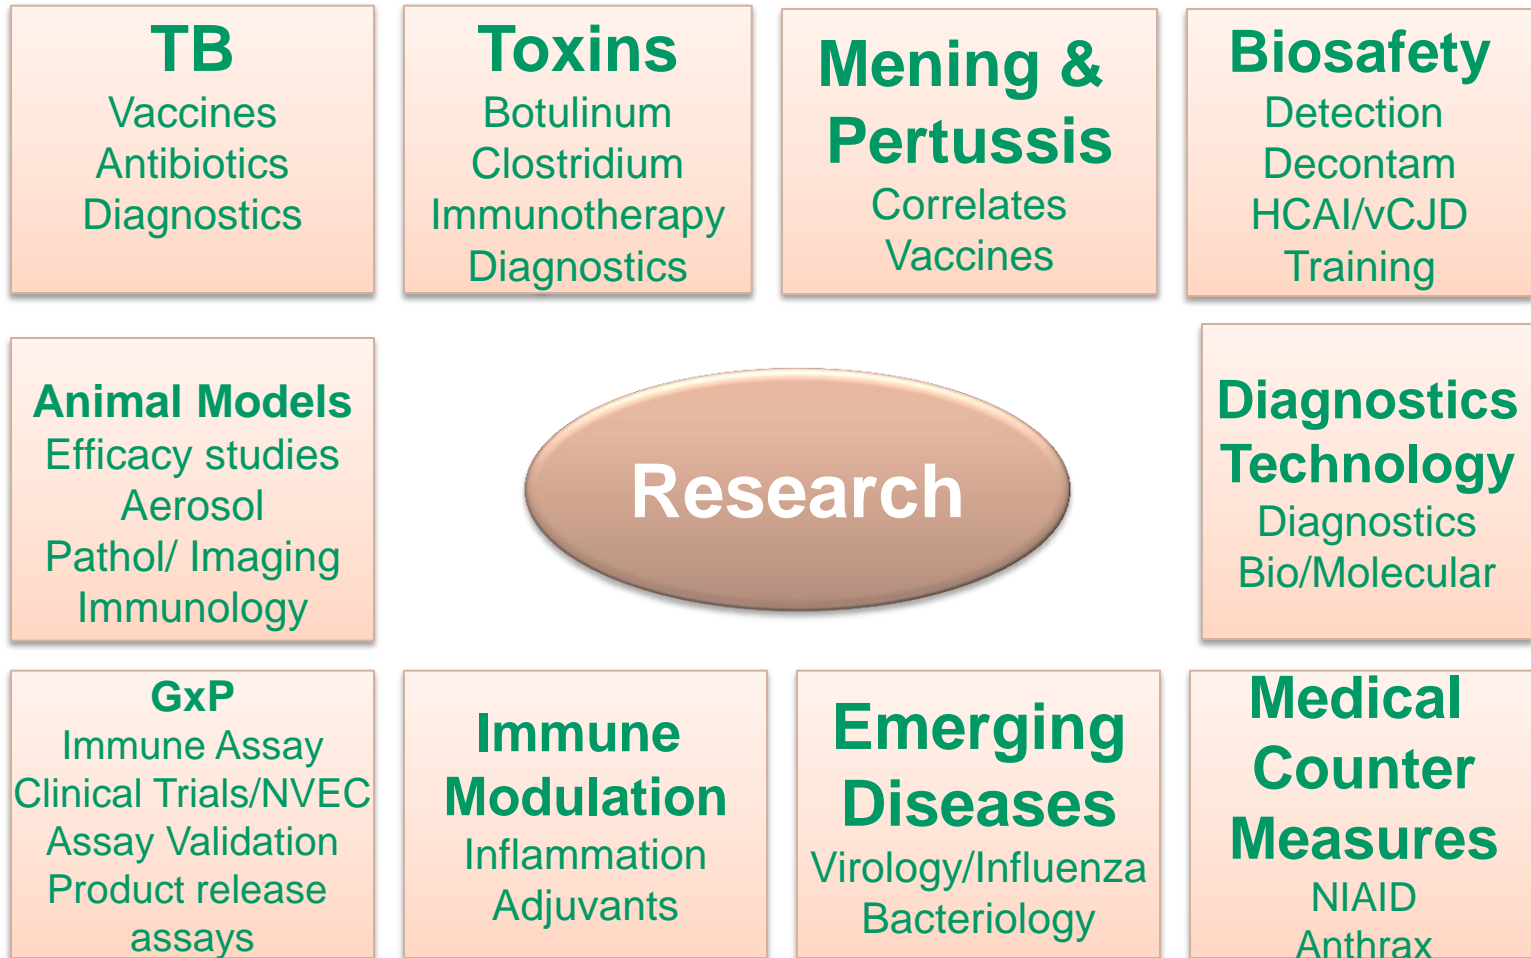 TB
Vaccines
Antibiotics
Diagnostics
Toxins
Botulinum
Clostridium
Immunotherapy
Diagnostics
Mening &
Pertussis
Correlates
Vaccines
Biosafety
Detection
Decontam
HCAI/vCJD
Training
Animal Models
Efficacy studies
Aerosol
Pathol/ Imaging
Immunology
Research
Diagnostics
Technology
Diagnostics
Bio/Molecular
GxP
Immune Assay
Clinical Trials/NVEC
Assay Validation
Product release
assays
Immune
Modulation
Inflammation
Adjuvants
Emerging
Diseases
Virology/Influenza
Bacteriology
Medical
Counter
Measures
NIAID
Anthrax